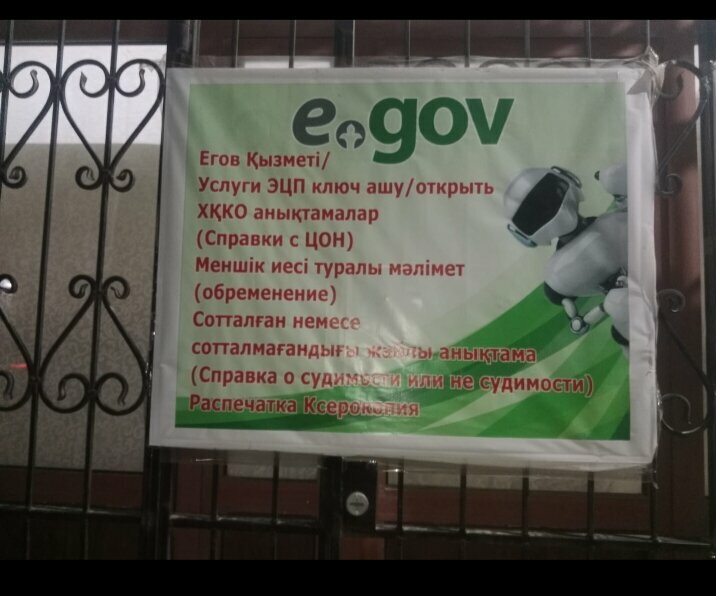 e.gov
Егов Қызметі/
Услуги ЭЦП ключ ашу/открыть
ХҚКО анықтамалар
(Справки с ЦОН)
Меншік иесі туралы мәлімет
(обременение)
Сотталған немесе
сотталмағандығы жайлы анықтама
(Справка о судимости или не судимости)
Распечатка Ксерокопия